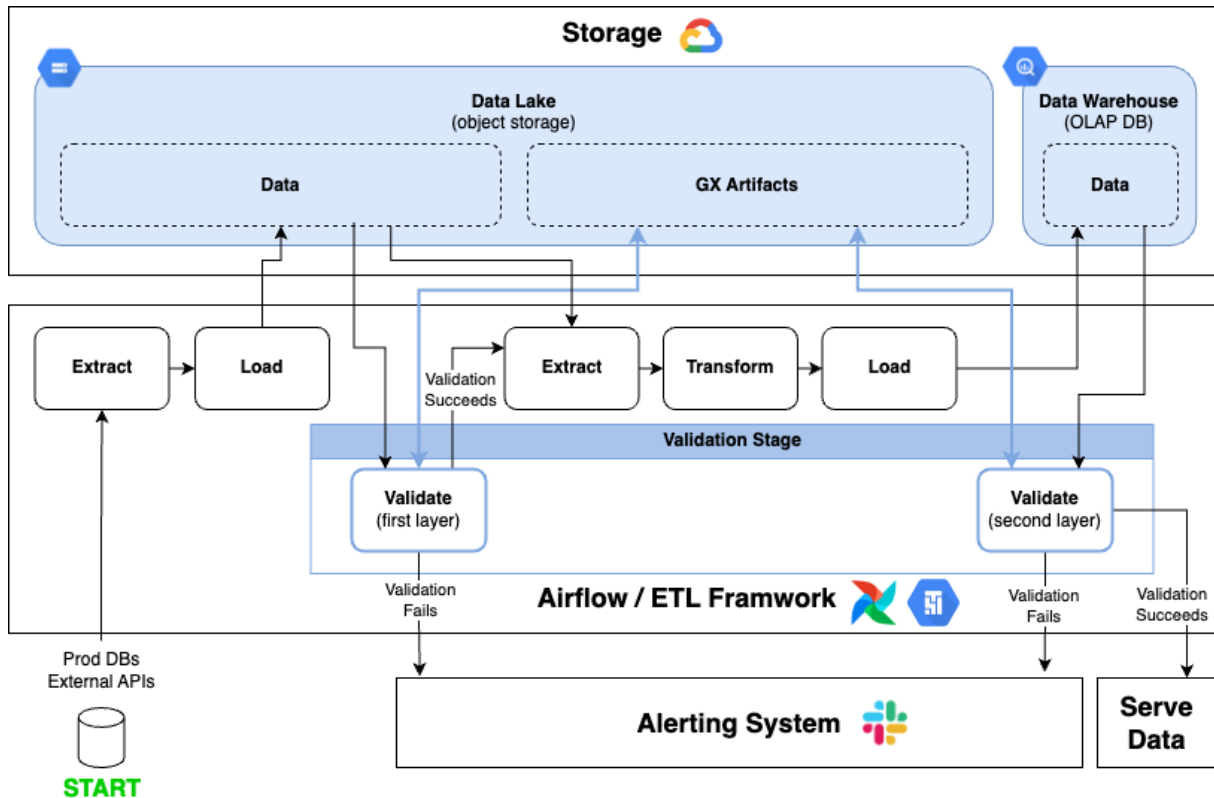 Storage
Data Lake
(object storage)
Data Warehouse
(OLAP DB)
Data
GX Artifacts
Data
Extract
Load
Validation
Succeeds
Extract
Transform
Load
Validation Stage
Validate
(first layer)
Validate
(second layer)
Validation
Fails
Airflow / ETL Framwork
Validation
Fails
Validation
Succeeds
Prod DBs
External APIs
START
Alerting System
Serve
Data